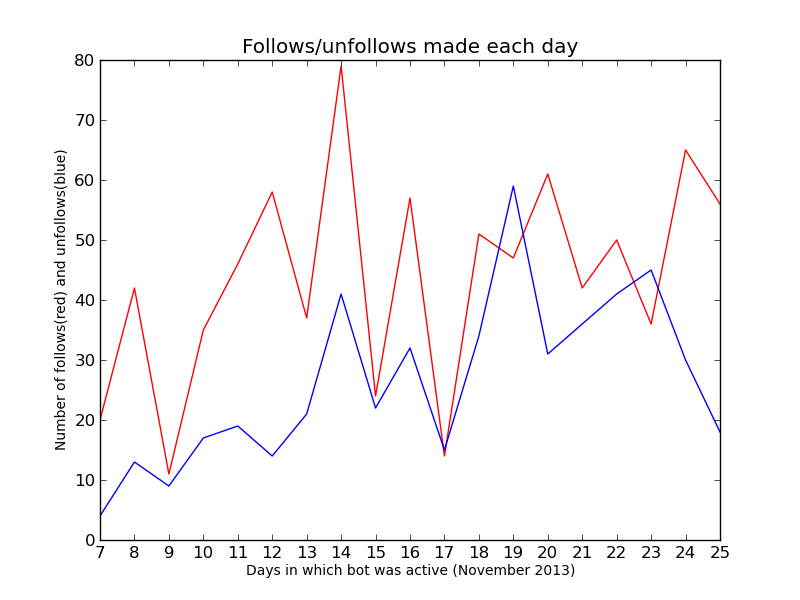 Follows/unfollows made each day
80
70
60
50
40
30
20
10
0
Number of follows(red) and unfollows(blue)
7 8 9 10 11 12 13 14 15 16 17 18 19 20 21 22 23 24 25
Days in which bot was active (November 2013)